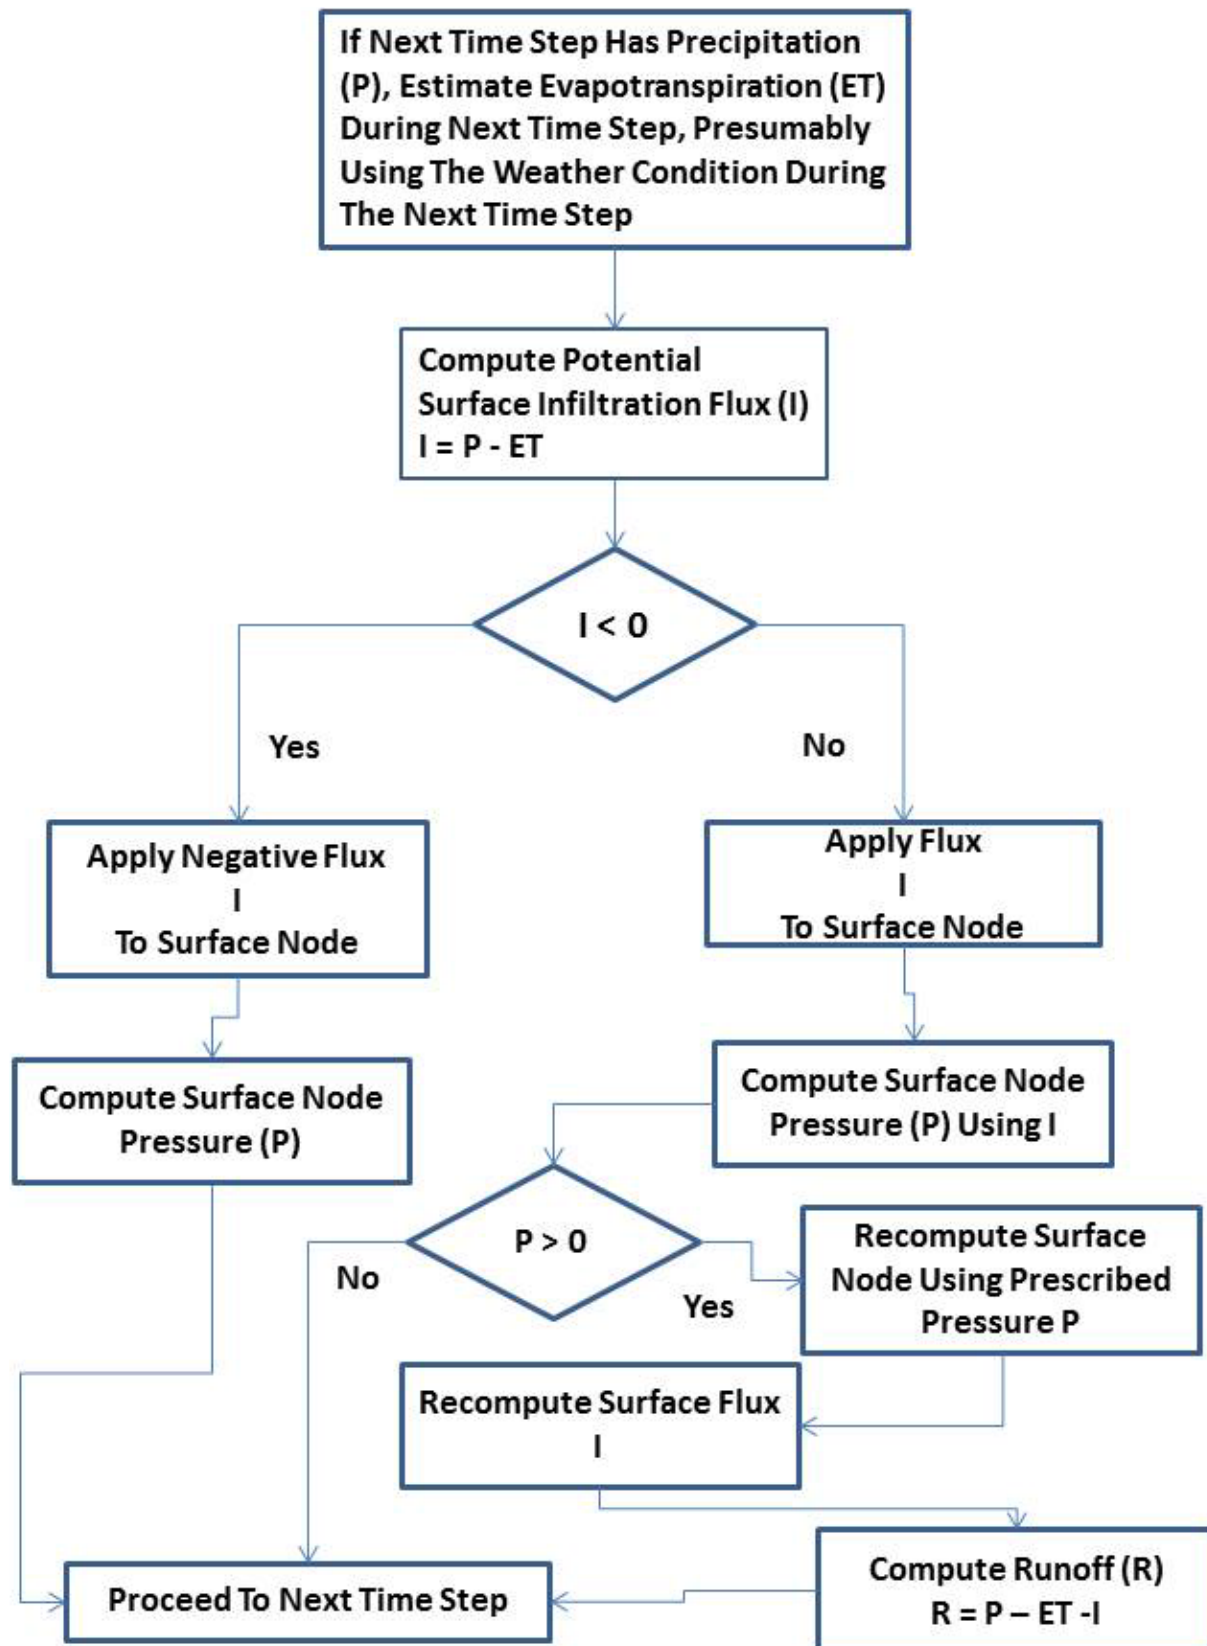 If Next Time Step Has Precipitation
(P), Estimate Evapotranspiration (ET)
During Next Time Step, Presumably
Using The Weather Condition During
The Next Time Step
Compute Potential
Surface Infiltration Flux (I)
I = P - ET
I < 0
Yes
No
Apply Negative Flux
I
To Surface Node
Apply Flux
I
To Surface Node
Compute Surface Node
Pressure (P)
Compute Surface Node
Pressure (P) Using I
P > 0
No
Yes
Recompute Surface
Node Using Prescribed
Pressure P
Recompute Surface Flux
I
Compute Runoff (R)
R = P – ET -I
Proceed To Next Time Step